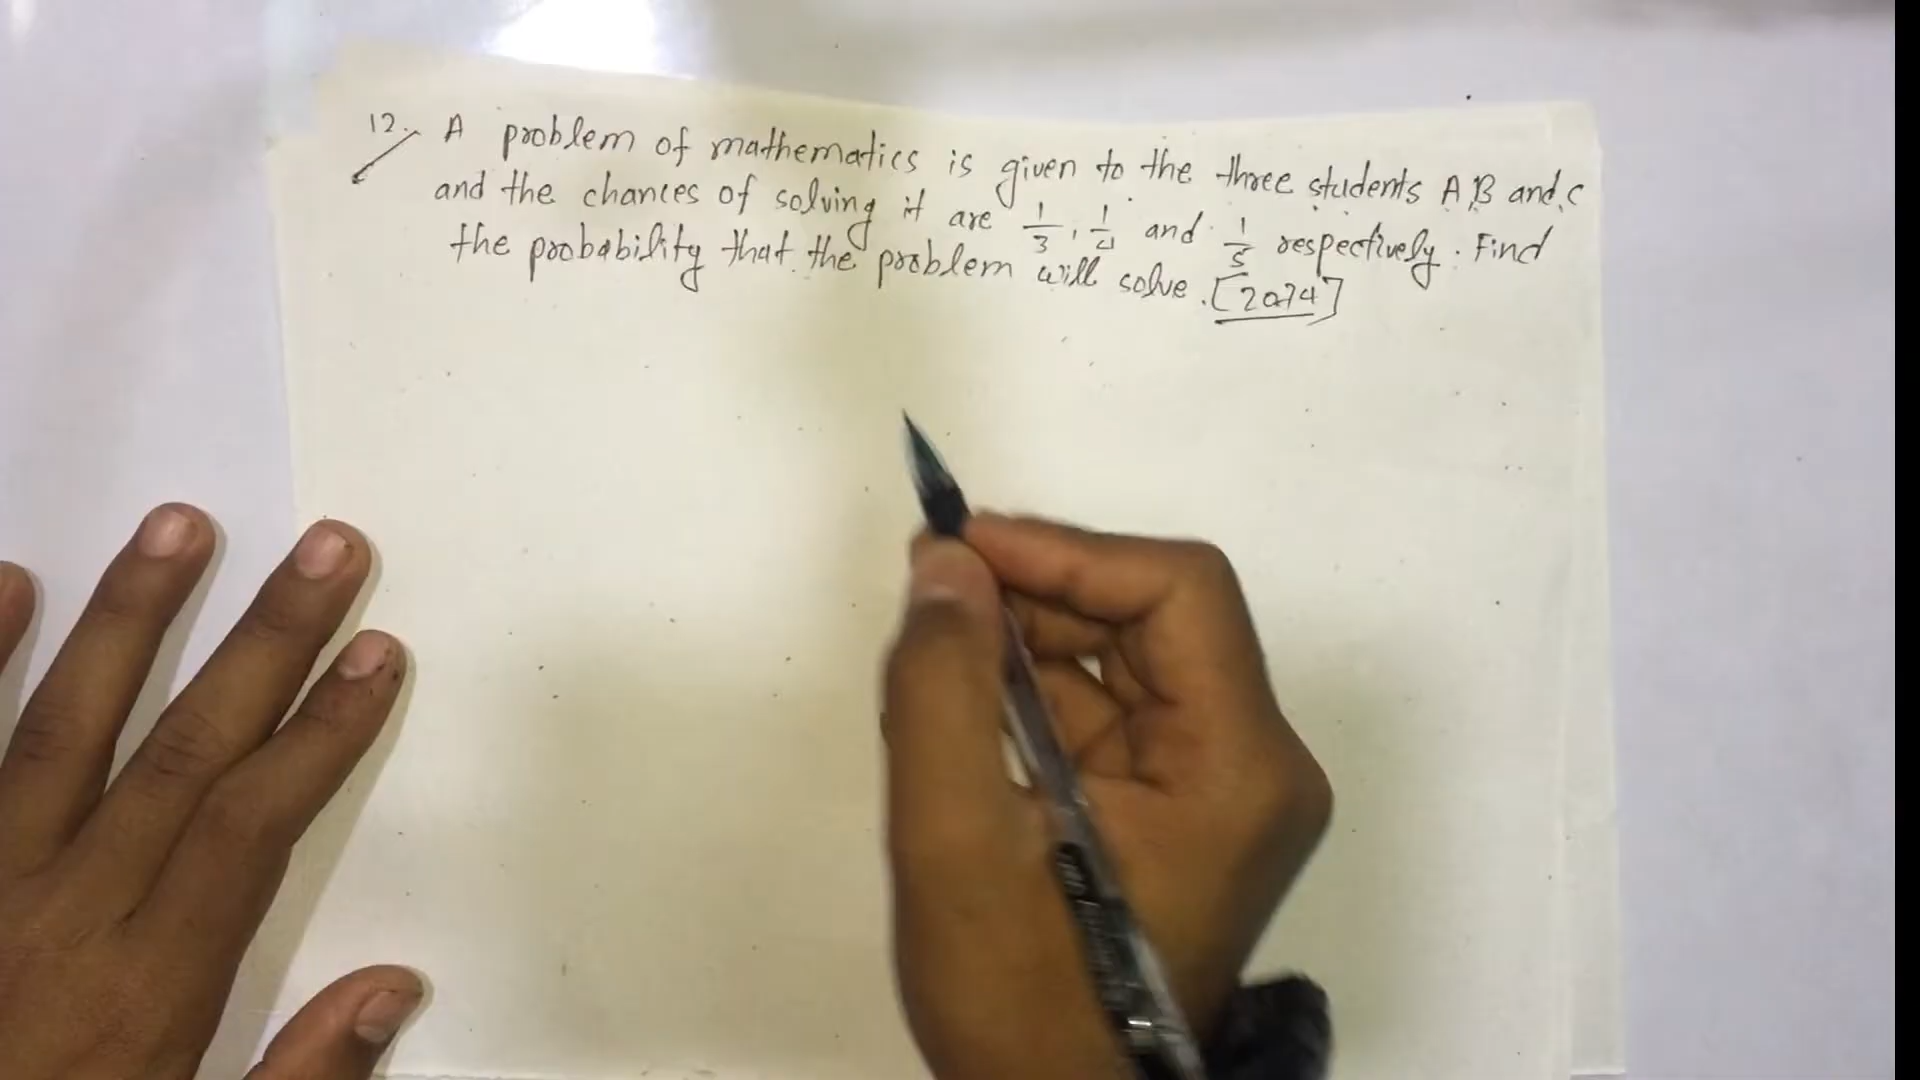 12. A problem of mathematics is given to the three students A, B and C
and the chances of solving it are 1/3, 1/4 and 1/5 respectively. Find
the probability that the problem will solve. [2074]